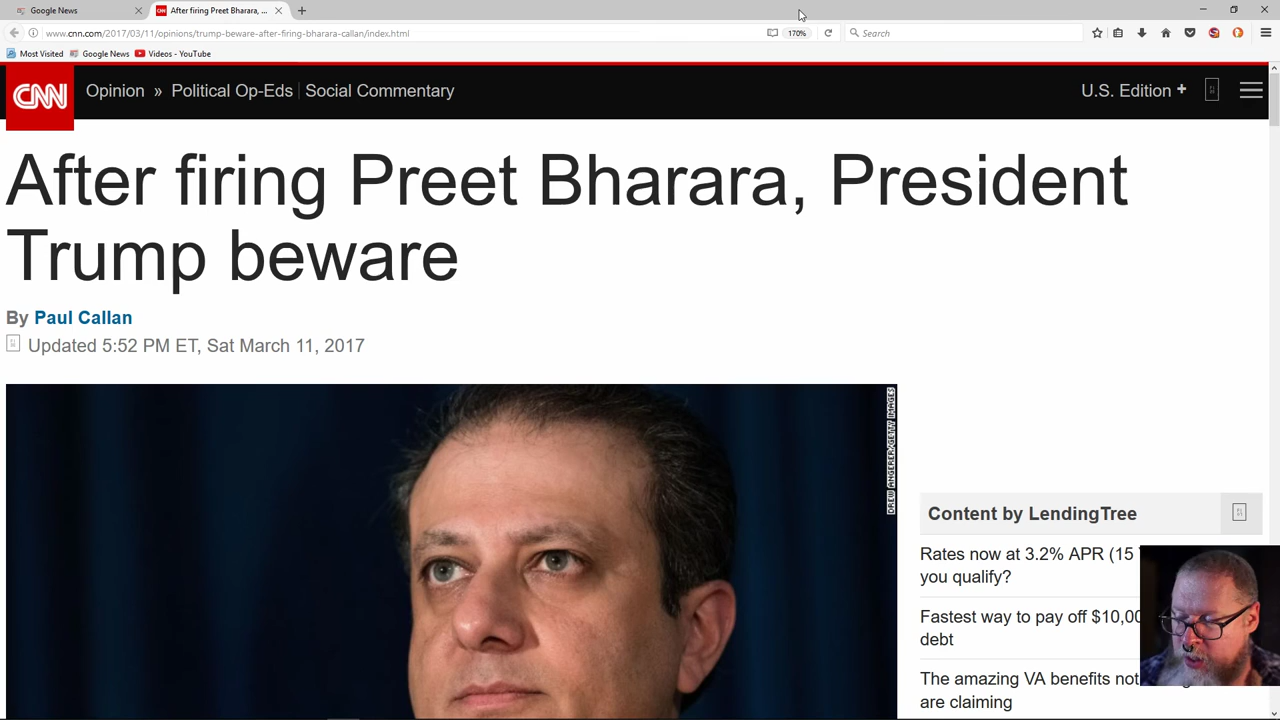 Google News
After firing Preet Bharara, ...
www.cnn.com/2017/03/11/opinions/trump-beware-after-firing-bharara-callan/index.html
170%
Search
Most Visited
Google News
Videos - YouTube
CNN
Opinion » Political Op-Eds Social Commentary
U.S. Edition +
After firing Preet Bharara, President
Trump beware
By Paul Callan
Updated 5:52 PM ET, Sat March 11, 2017
DREW ANGERER/GETTY IMAGES
Content by LendingTree
Rates now at 3.2% APR (15
you qualify?
Fastest way to pay off $10,00
debt
The amazing VA benefits not
are claiming